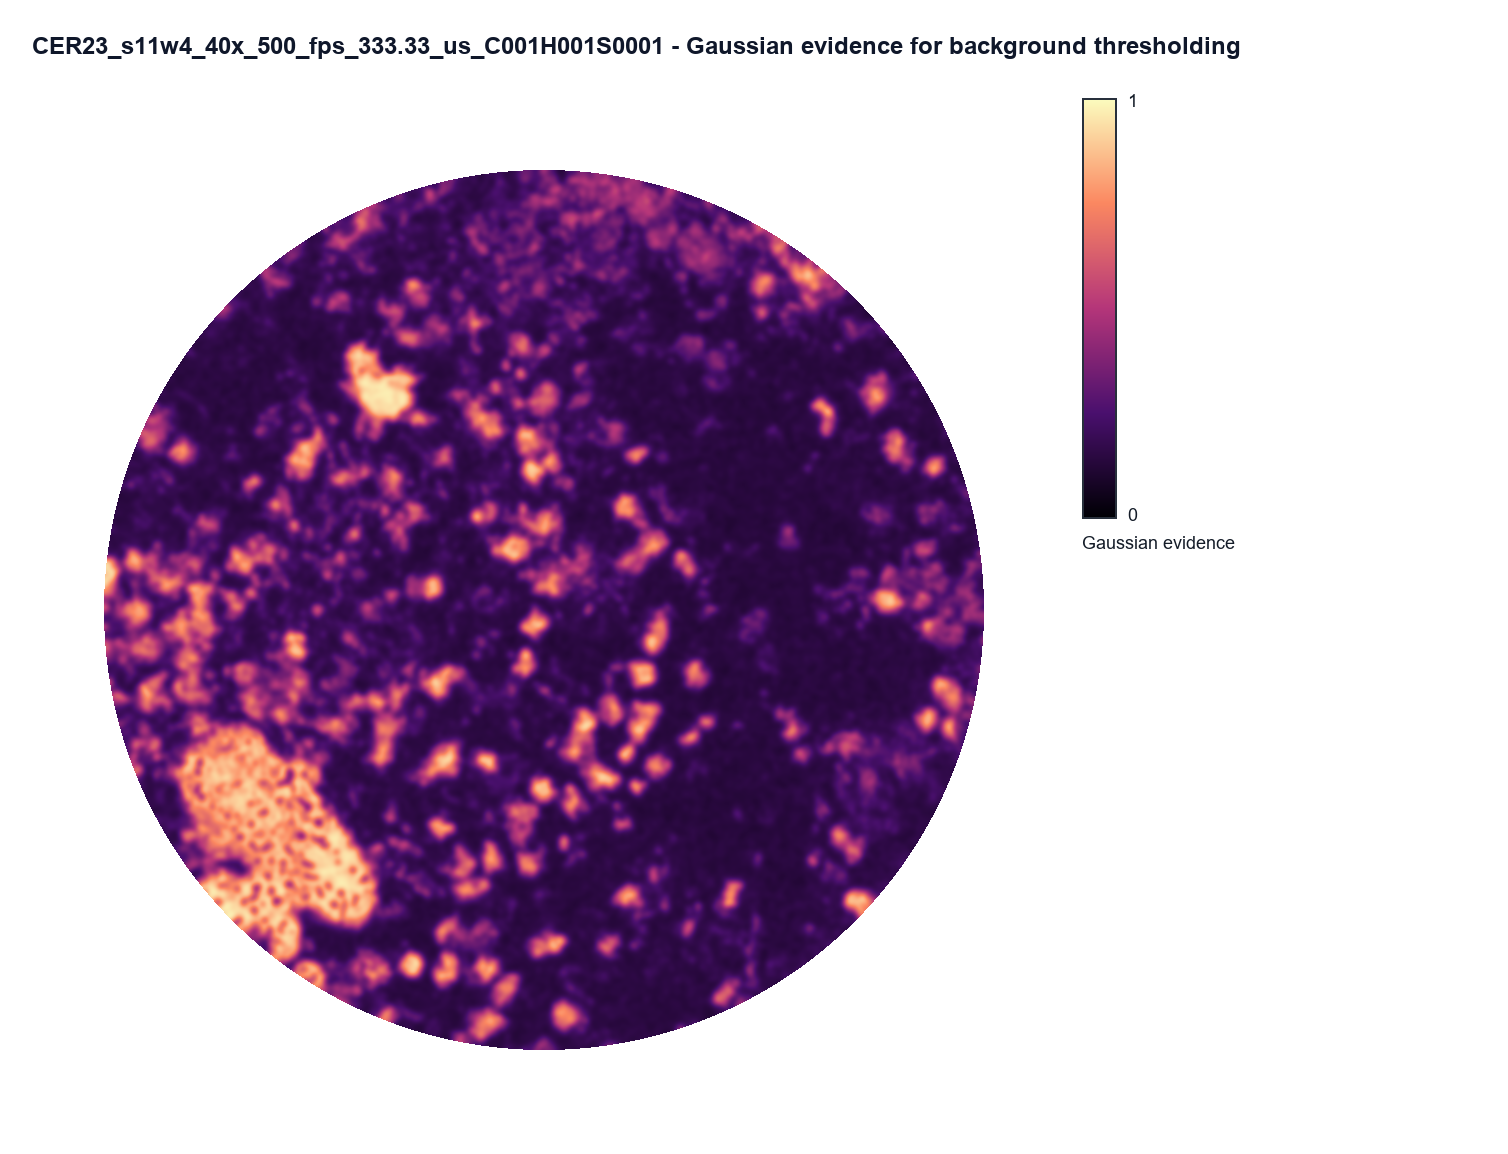 CER23_s11w4_40x_500_fps_333.33_us_C001H001S0001 - Gaussian evidence for background thresholding
1
0
Gaussian evidence